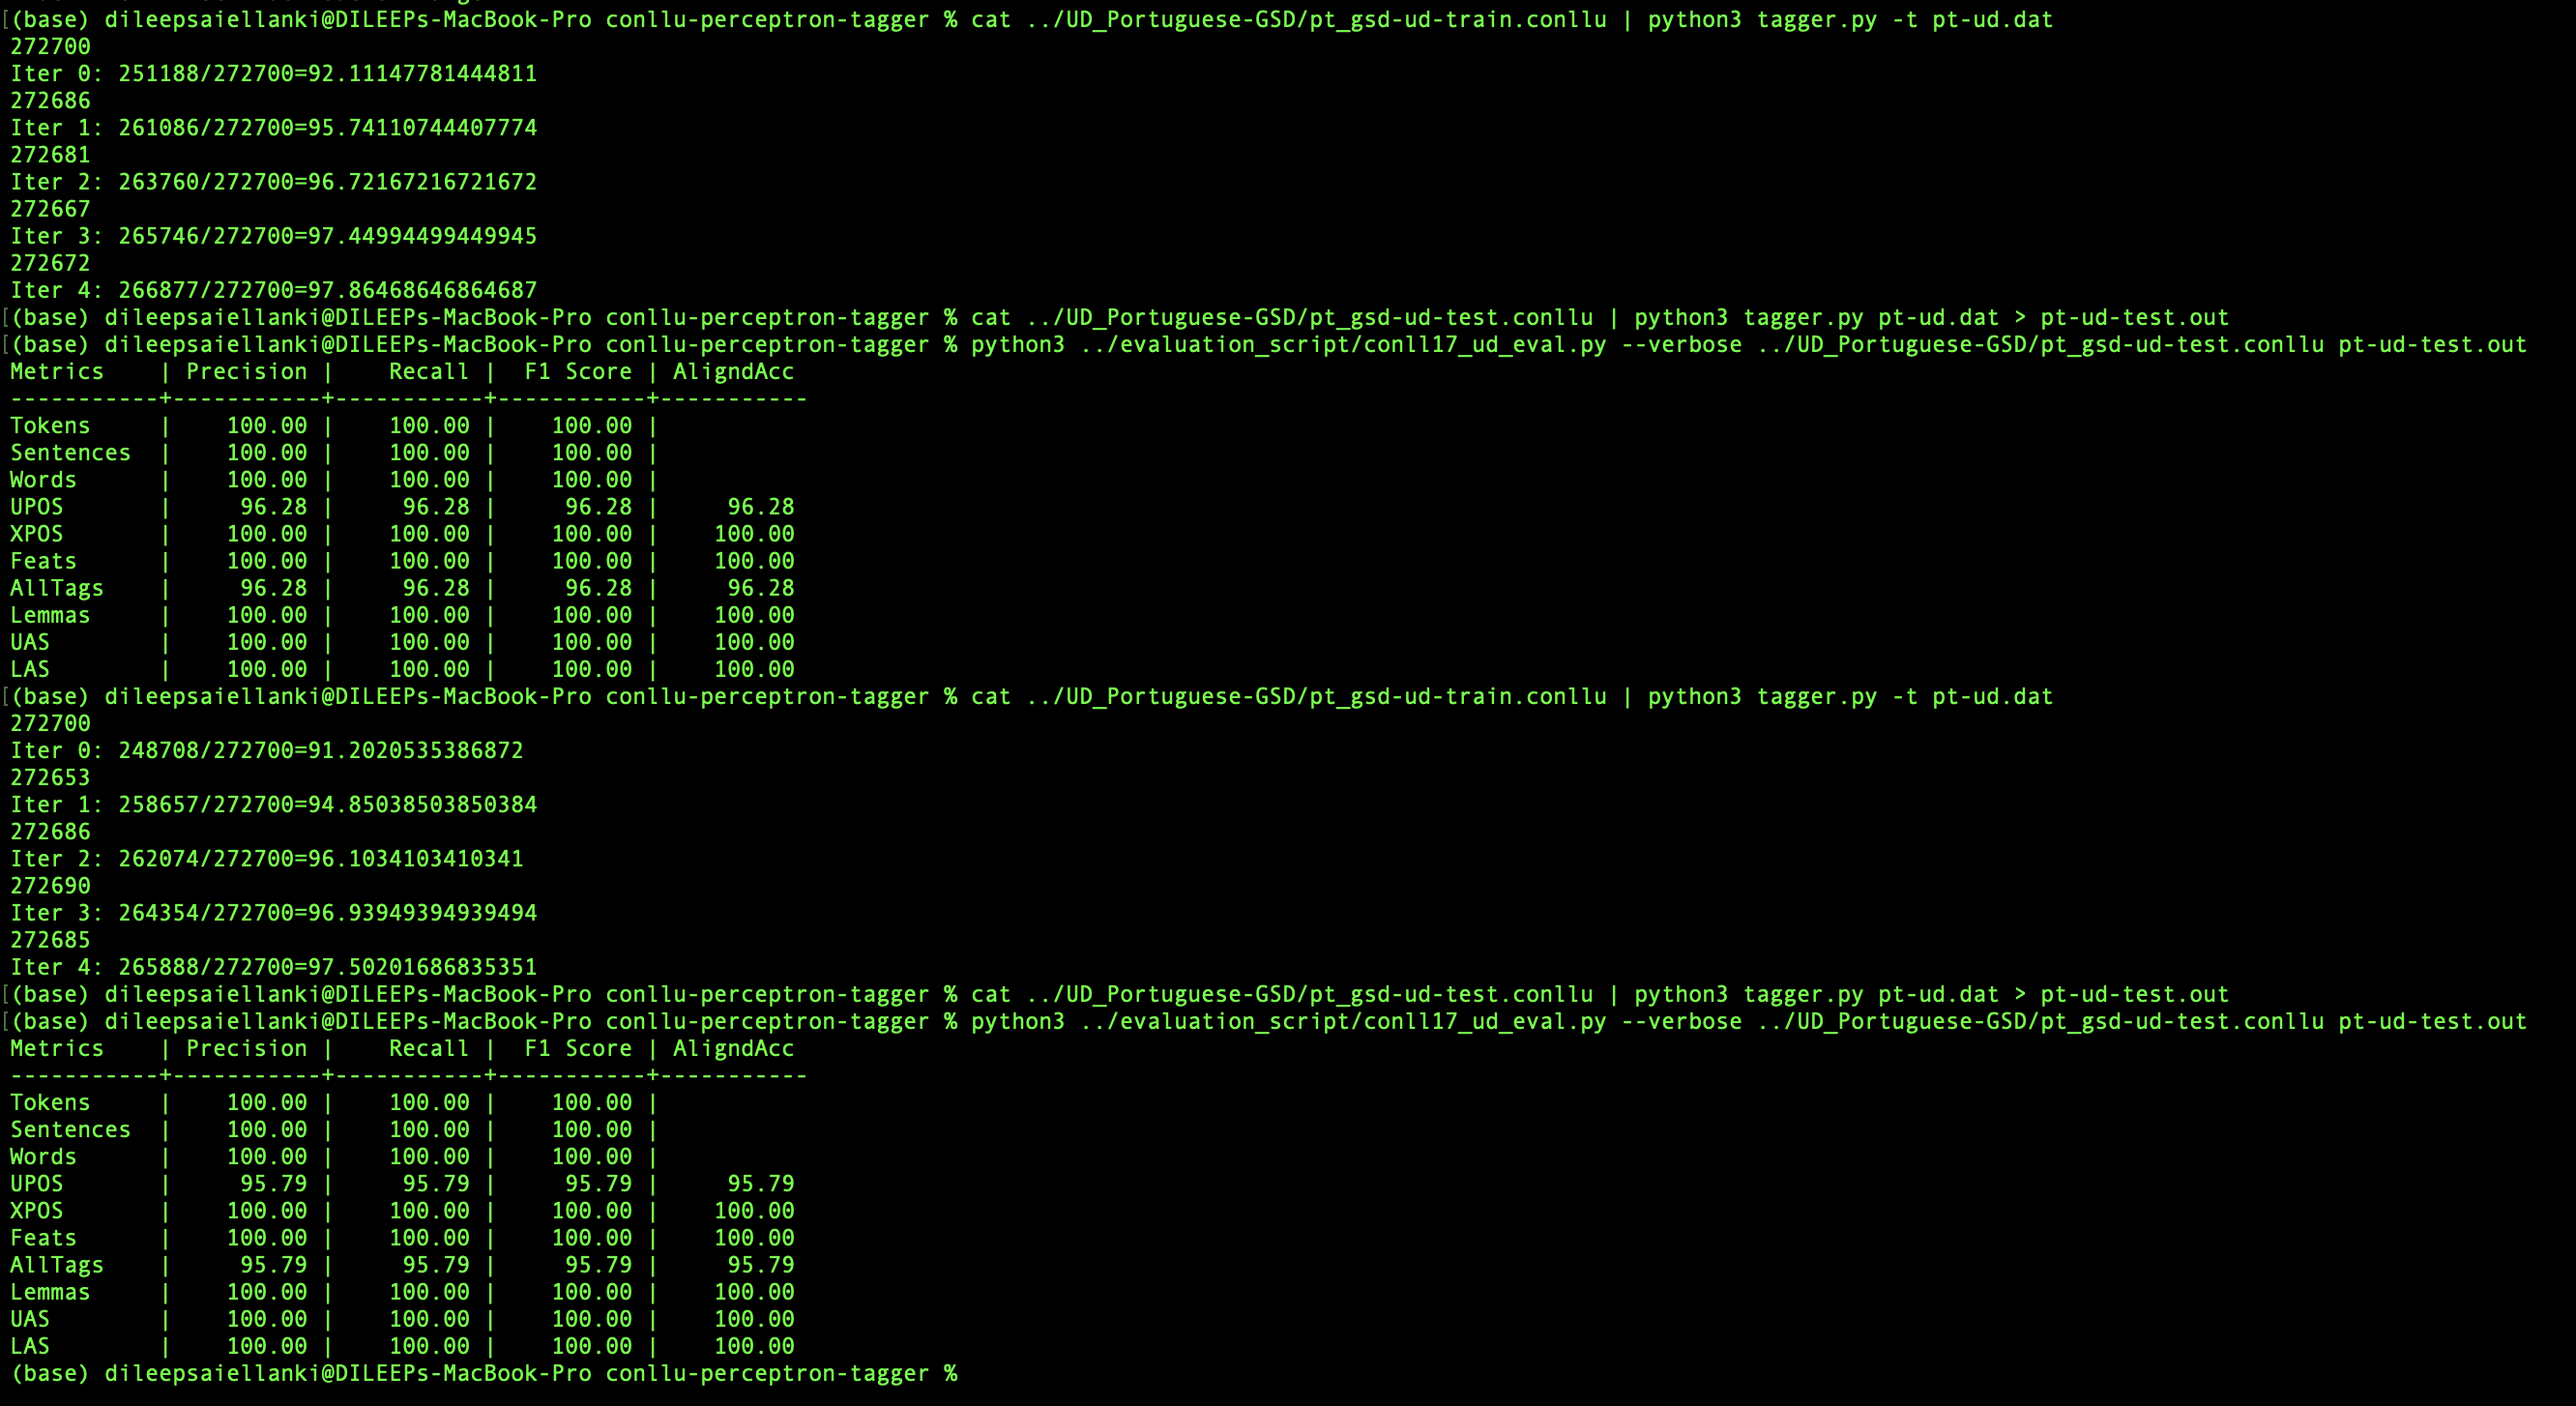 [(base) dileepsaiellanki@DILEEPs-MacBook-Pro conllu-perceptron-tagger % cat ../UD_Portuguese-GSD/pt_gsd-ud-train.conllu | python3 tagger.py -t pt-ud.dat
272700
Iter 0: 251188/272700=92.11147781444811
272686
Iter 1: 261086/272700=95.74110744407774
272681
Iter 2: 263760/272700=96.72167216721672
272667
Iter 3: 265746/272700=97.44994499449945
272672
Iter 4: 266877/272700=97.86468646864687
[(base) dileepsaiellanki@DILEEPs-MacBook-Pro conllu-perceptron-tagger % cat ../UD_Portuguese-GSD/pt_gsd-ud-test.conllu | python3 tagger.py pt-ud.dat > pt-ud-test.out
[(base) dileepsaiellanki@DILEEPs-MacBook-Pro conllu-perceptron-tagger % python3 ../evaluation_script/conll17_ud_eval.py --verbose ../UD_Portuguese-GSD/pt_gsd-ud-test.conllu pt-ud-test.out
Metrics    | Precision |    Recall |  F1 Score | AligndAcc
-----------+-----------+-----------+-----------+-----------
Tokens     |    100.00 |    100.00 |    100.00 |
Sentences  |    100.00 |    100.00 |    100.00 |
Words      |    100.00 |    100.00 |    100.00 |
UPOS       |     96.28 |     96.28 |     96.28 |     96.28
XPOS       |    100.00 |    100.00 |    100.00 |    100.00
Feats      |    100.00 |    100.00 |    100.00 |    100.00
AllTags    |     96.28 |     96.28 |     96.28 |     96.28
Lemmas     |    100.00 |    100.00 |    100.00 |    100.00
UAS        |    100.00 |    100.00 |    100.00 |    100.00
LAS        |    100.00 |    100.00 |    100.00 |    100.00
[(base) dileepsaiellanki@DILEEPs-MacBook-Pro conllu-perceptron-tagger % cat ../UD_Portuguese-GSD/pt_gsd-ud-train.conllu | python3 tagger.py -t pt-ud.dat
272700
Iter 0: 248708/272700=91.2020535386872
272653
Iter 1: 258657/272700=94.85038503850384
272686
Iter 2: 262074/272700=96.1034103410341
272690
Iter 3: 264354/272700=96.93949394939494
272685
Iter 4: 265888/272700=97.50201686835351
[(base) dileepsaiellanki@DILEEPs-MacBook-Pro conllu-perceptron-tagger % cat ../UD_Portuguese-GSD/pt_gsd-ud-test.conllu | python3 tagger.py pt-ud.dat > pt-ud-test.out
[(base) dileepsaiellanki@DILEEPs-MacBook-Pro conllu-perceptron-tagger % python3 ../evaluation_script/conll17_ud_eval.py --verbose ../UD_Portuguese-GSD/pt_gsd-ud-test.conllu pt-ud-test.out
Metrics    | Precision |    Recall |  F1 Score | AligndAcc
-----------+-----------+-----------+-----------+-----------
Tokens     |    100.00 |    100.00 |    100.00 |
Sentences  |    100.00 |    100.00 |    100.00 |
Words      |    100.00 |    100.00 |    100.00 |
UPOS       |     95.79 |     95.79 |     95.79 |     95.79
XPOS       |    100.00 |    100.00 |    100.00 |    100.00
Feats      |    100.00 |    100.00 |    100.00 |    100.00
AllTags    |     95.79 |     95.79 |     95.79 |     95.79
Lemmas     |    100.00 |    100.00 |    100.00 |    100.00
UAS        |    100.00 |    100.00 |    100.00 |    100.00
LAS        |    100.00 |    100.00 |    100.00 |    100.00
(base) dileepsaiellanki@DILEEPs-MacBook-Pro conllu-perceptron-tagger %